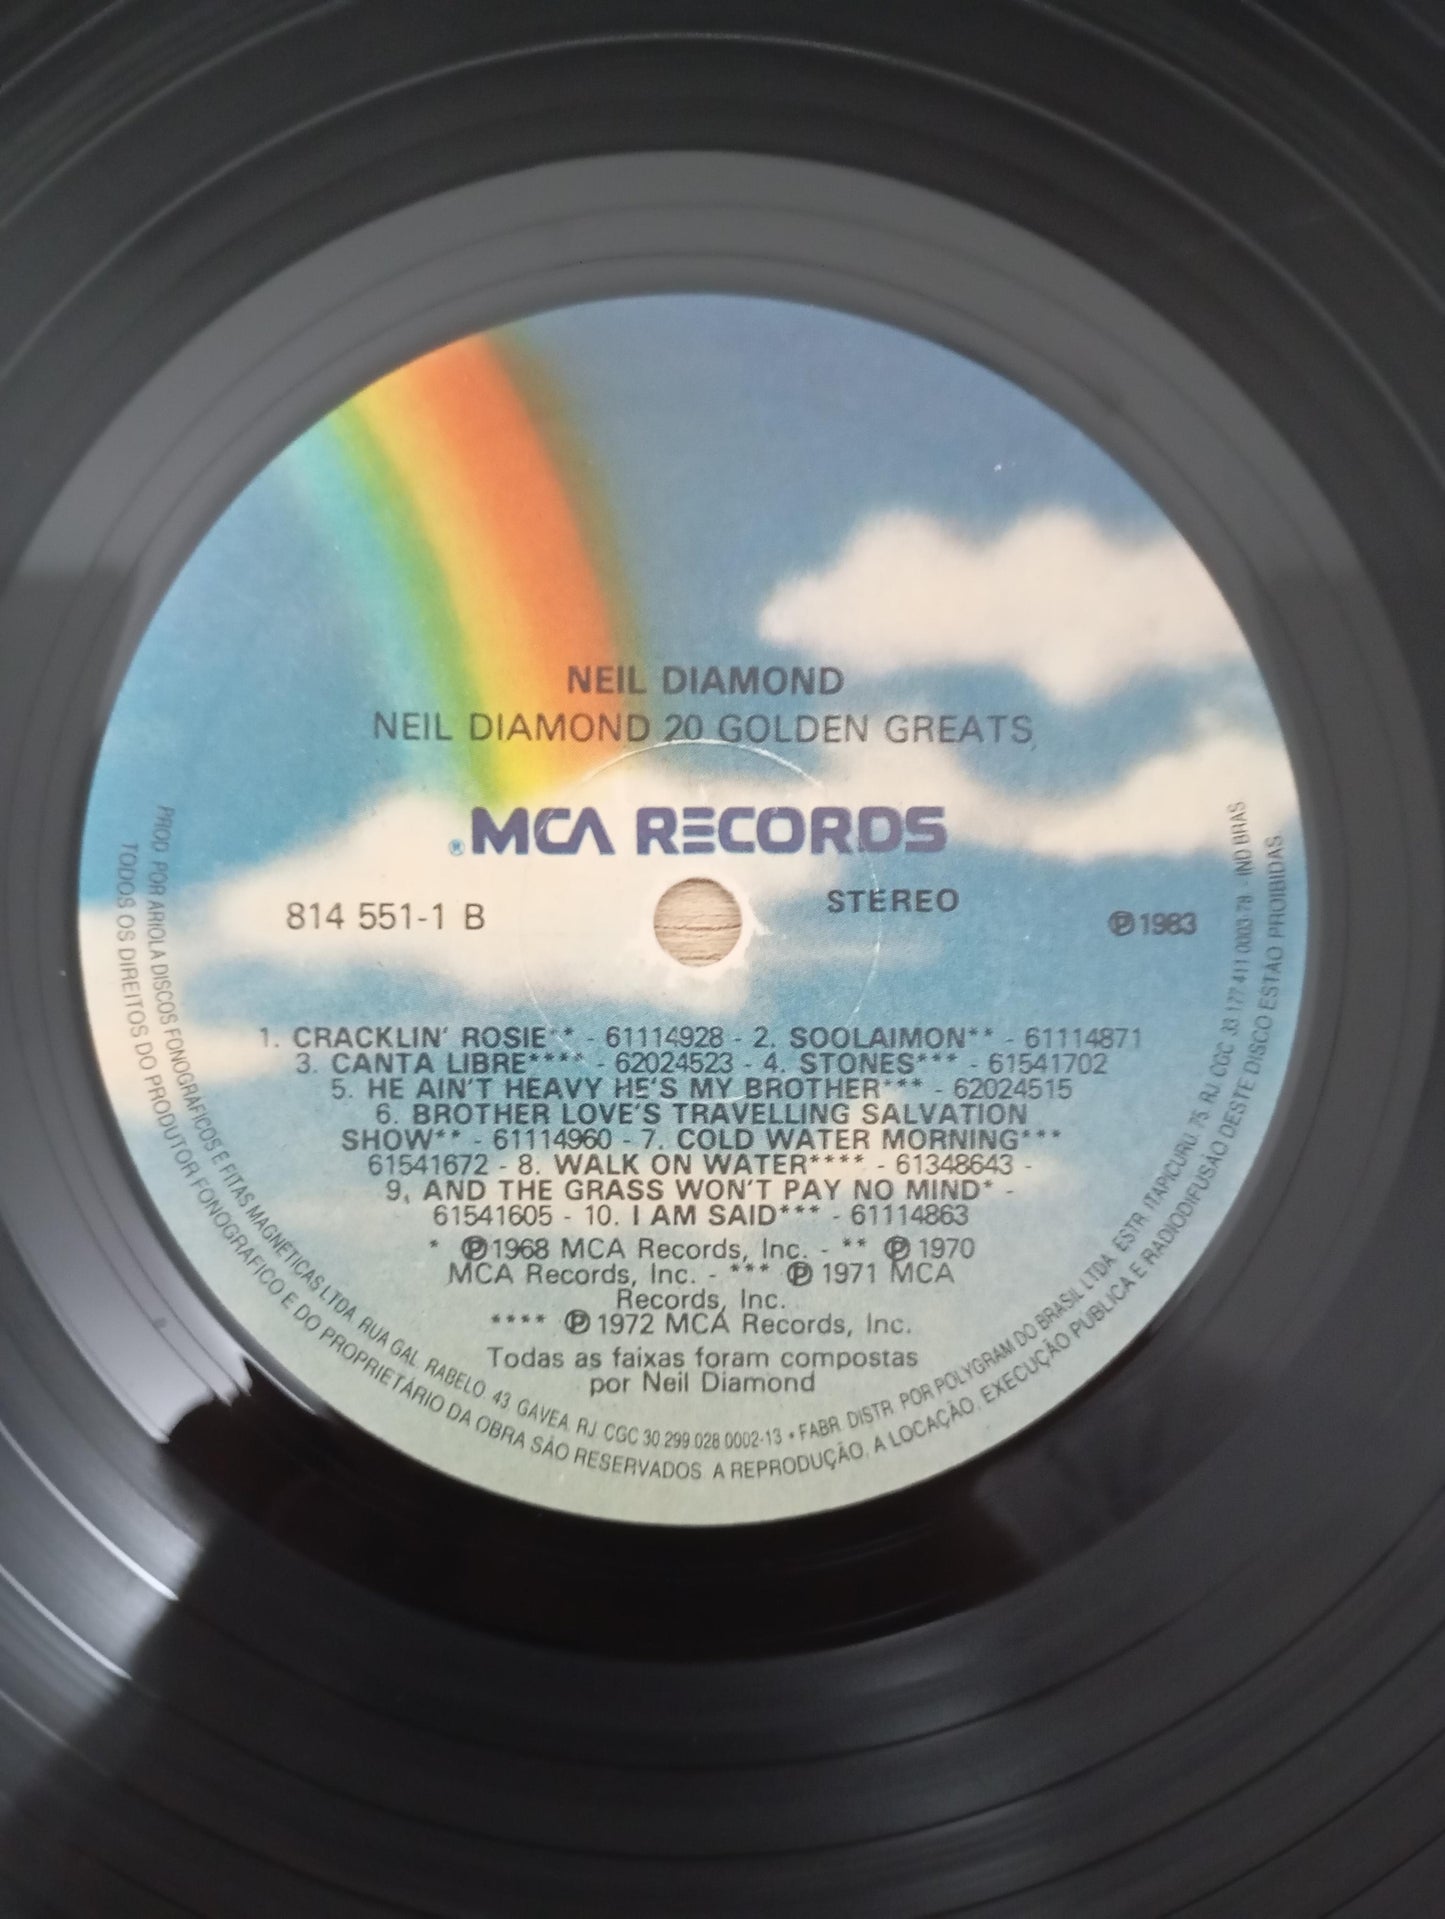 NEIL DIAMOND
NEIL DIAMOND 20 GOLDEN GREATS
® MCA RECORDS
814 551-1 B
STEREO
℗ 1983
1. CRACKLIN' ROSIE** - 61114928 - 2. SOOLAIMON** - 61114871
3. CANTA LIBRE**** - 62024523 - 4. STONES*** - 61541702
5. HE AIN'T HEAVY HE'S MY BROTHER*** - 62024515
6. BROTHER LOVE'S TRAVELLING SALVATION
SHOW** - 61114960 - 7. COLD WATER MORNING***
61541672 - 8. WALK ON WATER**** - 61348643 -
9. AND THE GRASS WON'T PAY NO MIND* -
61541605 - 10. I AM SAID*** - 61114863
* ℗ 1968 MCA Records, Inc. - ** ℗ 1970
MCA Records, Inc. - *** ℗ 1971 MCA
Records, Inc.
**** ℗ 1972 MCA Records, Inc.
Todas as faixas foram compostas
por Neil Diamond
PROD. POR ARIOLA DISCOS FONOGRAFICOS E FITAS MAGNÉTICAS LTDA. RUA GAL. RABELO 43 GAVEA RJ CGC 30 299 028 0002-13 • FABR. DISTR. POR POLYGRAM DO BRASIL LTDA. ESTR. ITAPICURU, 75 RJ CGC 33 177 411 0003 78 - IND BRAS
TODOS OS DIREITOS DO PRODUTOR FONOGRAFICO E DO PROPRIETÁRIO DA OBRA SÃO RESERVADOS. A REPRODUÇÃO, A LOCAÇÃO, EXECUÇÃO PUBLICA E RADIODIFUSÃO DESTE DISCO ESTÃO PROIBIDAS